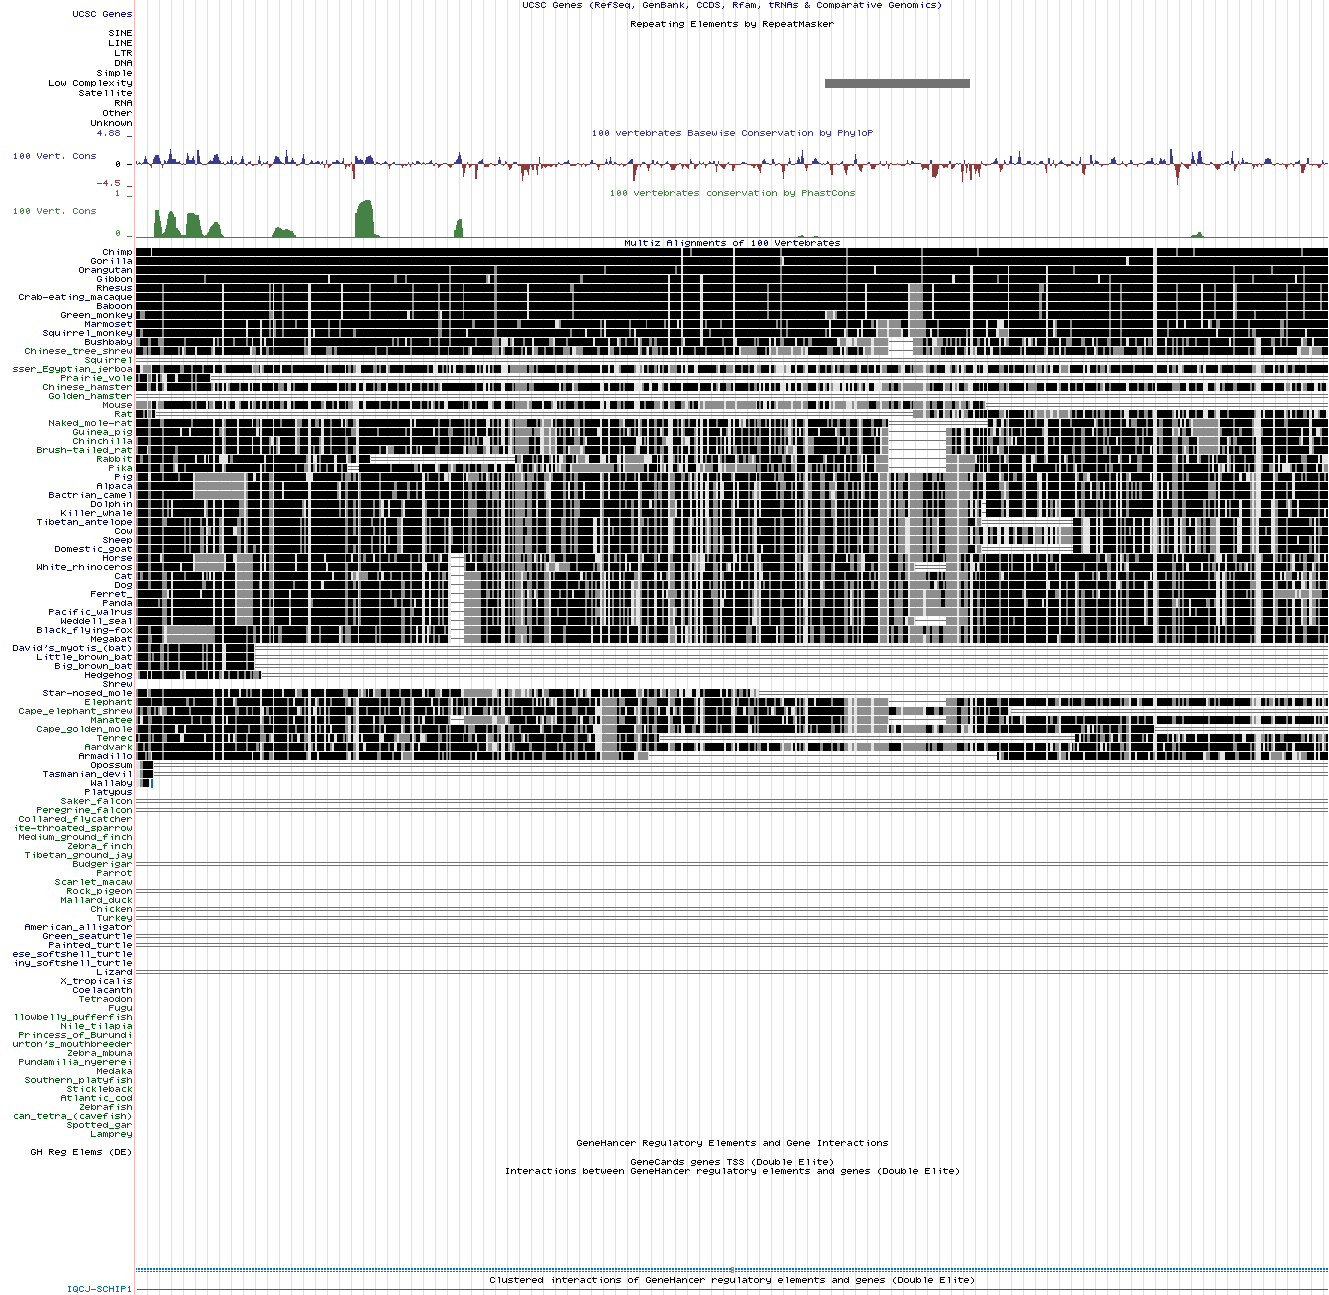 UCSC Genes (RefSeq, GenBank, CCDS, Rfam, tRNAs & Comparative Genomics)
UCSC Genes
Repeating Elements by RepeatMasker
SINE
LINE
LTR
DNA
Simple
Low Complexity
Satellite
RNA
Other
Unknown
4.88 _
100 vertebrates Basewise Conservation by PhyloP
100 Vert. Cons
0 -
-4.5 _
100 vertebrates conservation by PhastCons
1 _
100 Vert. Cons
0 _
Multiz Alignments of 100 Vertebrates
Chimp
Gorilla
Orangutan
Gibbon
Rhesus
Crab-eating_macaque
Baboon
Green_monkey
Marmoset
Squirrel_monkey
Bushbaby
Chinese_tree_shrew
Squirrel
sser_Egyptian_jerboa
Prairie_vole
Chinese_hamster
Golden_hamster
Mouse
Rat
Naked_mole-rat
Guinea_pig
Chinchilla
Brush-tailed_rat
Rabbit
Pika
Pig
Alpaca
Bactrian_camel
Dolphin
Killer_whale
Tibetan_antelope
Cow
Sheep
Domestic_goat
Horse
White_rhinoceros
Cat
Dog
Ferret_
Panda
Pacific_walrus
Weddell_seal
Black_flying-fox
Megabat
David's_myotis_(bat)
Little_brown_bat
Big_brown_bat
Hedgehog
Shrew
Star-nosed_mole
Elephant
Cape_elephant_shrew
Manatee
Cape_golden_mole
Tenrec
Aardvark
Armadillo
Opossum
Tasmanian_devil
Wallaby
Platypus
Saker_falcon
Peregrine_falcon
Collared_flycatcher
ite-throated_sparrow
Medium_ground_finch
Zebra_finch
Tibetan_ground_jay
Budgerigar
Parrot
Scarlet_macaw
Rock_pigeon
Mallard_duck
Chicken
Turkey
American_alligator
Green_seaturtle
Painted_turtle
ese_softshell_turtle
iny_softshell_turtle
Lizard
X_tropicalis
Coelacanth
Tetraodon
Fugu
llowbelly_pufferfish
Nile_tilapia
Princess_of_Burundi
urton's_mouthbreeder
Zebra_mbuna
Pundamilia_nyererei
Medaka
Southern_platyfish
Stickleback
Atlantic_cod
Zebrafish
can_tetra_(cavefish)
Spotted_gar
Lamprey
GeneHancer Regulatory Elements and Gene Interactions
GH Reg Elems (DE)
GeneCards genes TSS (Double Elite)
Interactions between GeneHancer regulatory elements and genes (Double Elite)
Clustered interactions of GeneHancer regulatory elements and genes (Double Elite)
IQCJ-SCHIP1